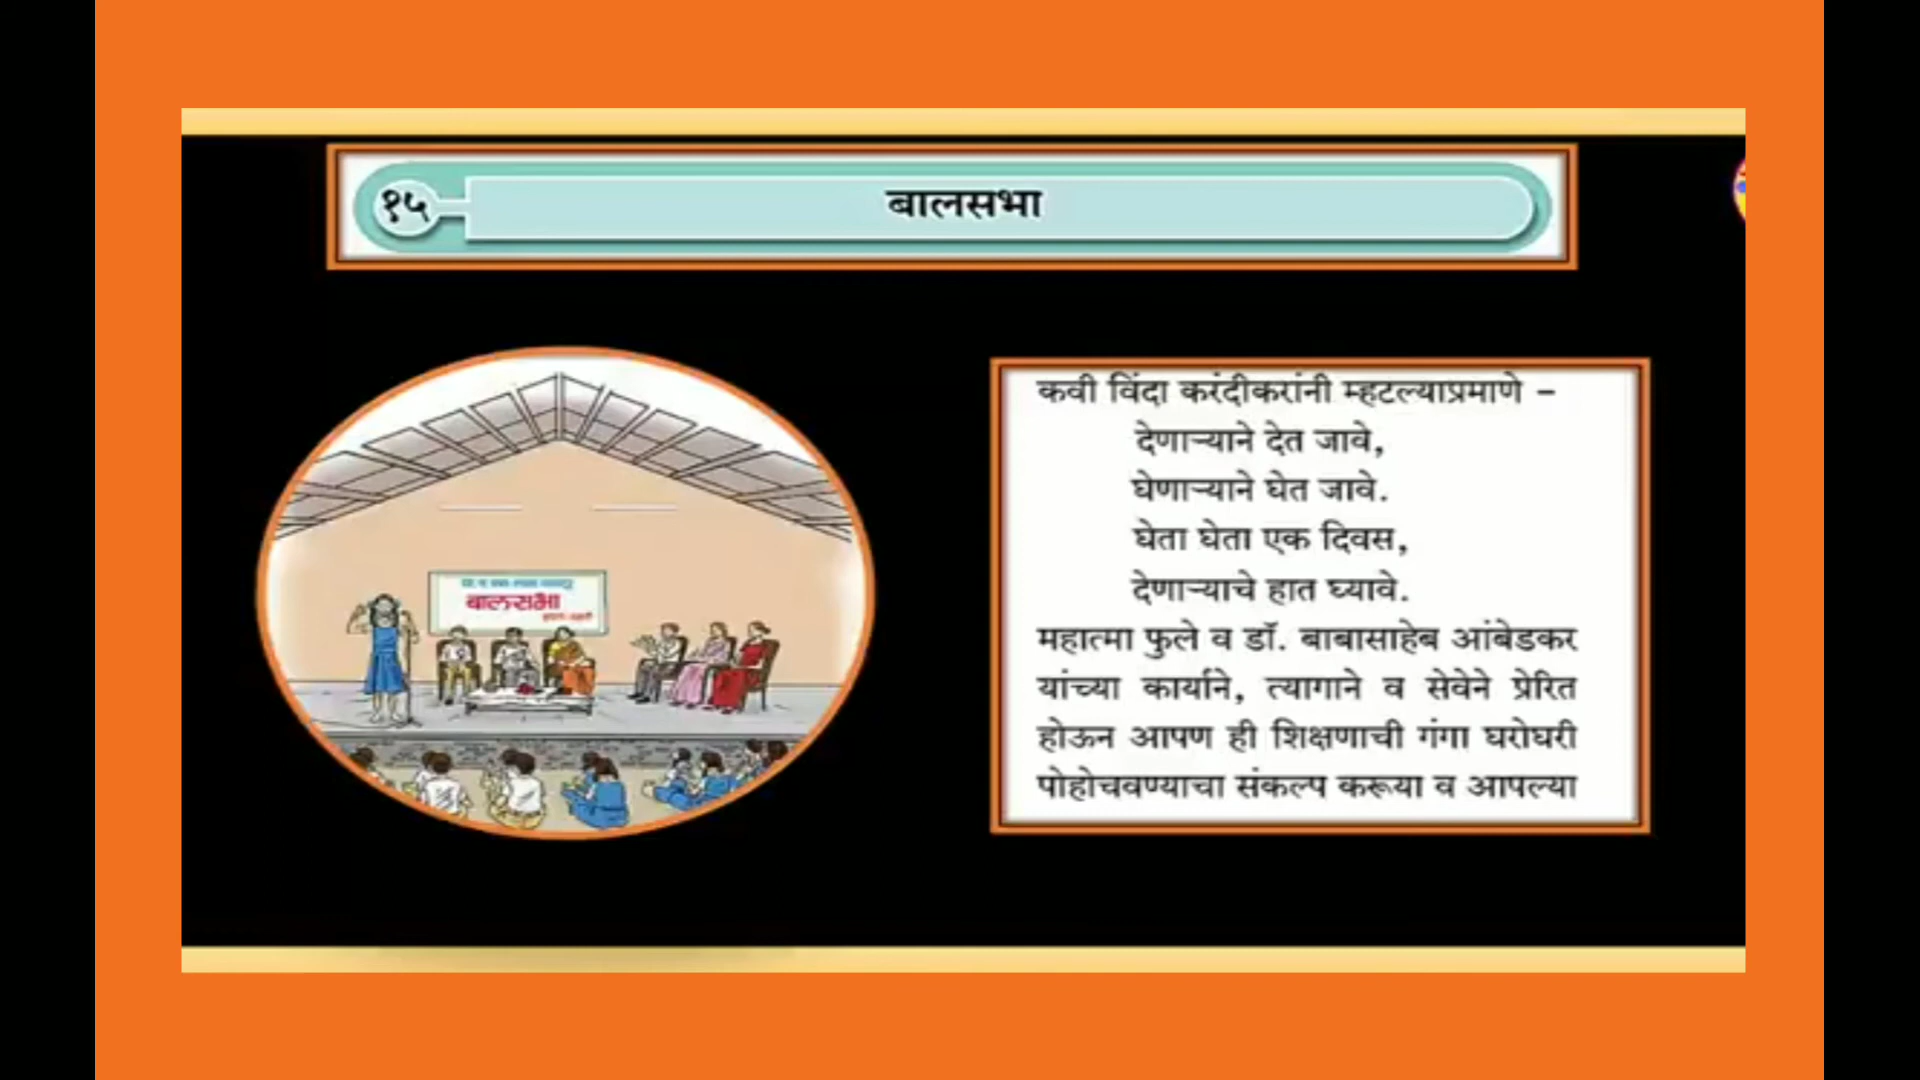 १५ बालसभा
बालसभा
कवी विंदा करंदीकरांनी म्हटल्याप्रमाणे –
देणाऱ्याने देत जावे,
घेणाऱ्याने घेत जावे.
घेता घेता एक दिवस,
देणाऱ्याचे हात घ्यावे.
महात्मा फुले व डॉ. बाबासाहेब आंबेडकर
यांच्या कार्याने, त्यागाने व सेवेने प्रेरित
होऊन आपण ही शिक्षणाची गंगा घरोघरी
पोहोचवण्याचा संकल्प करूया व आपल्या